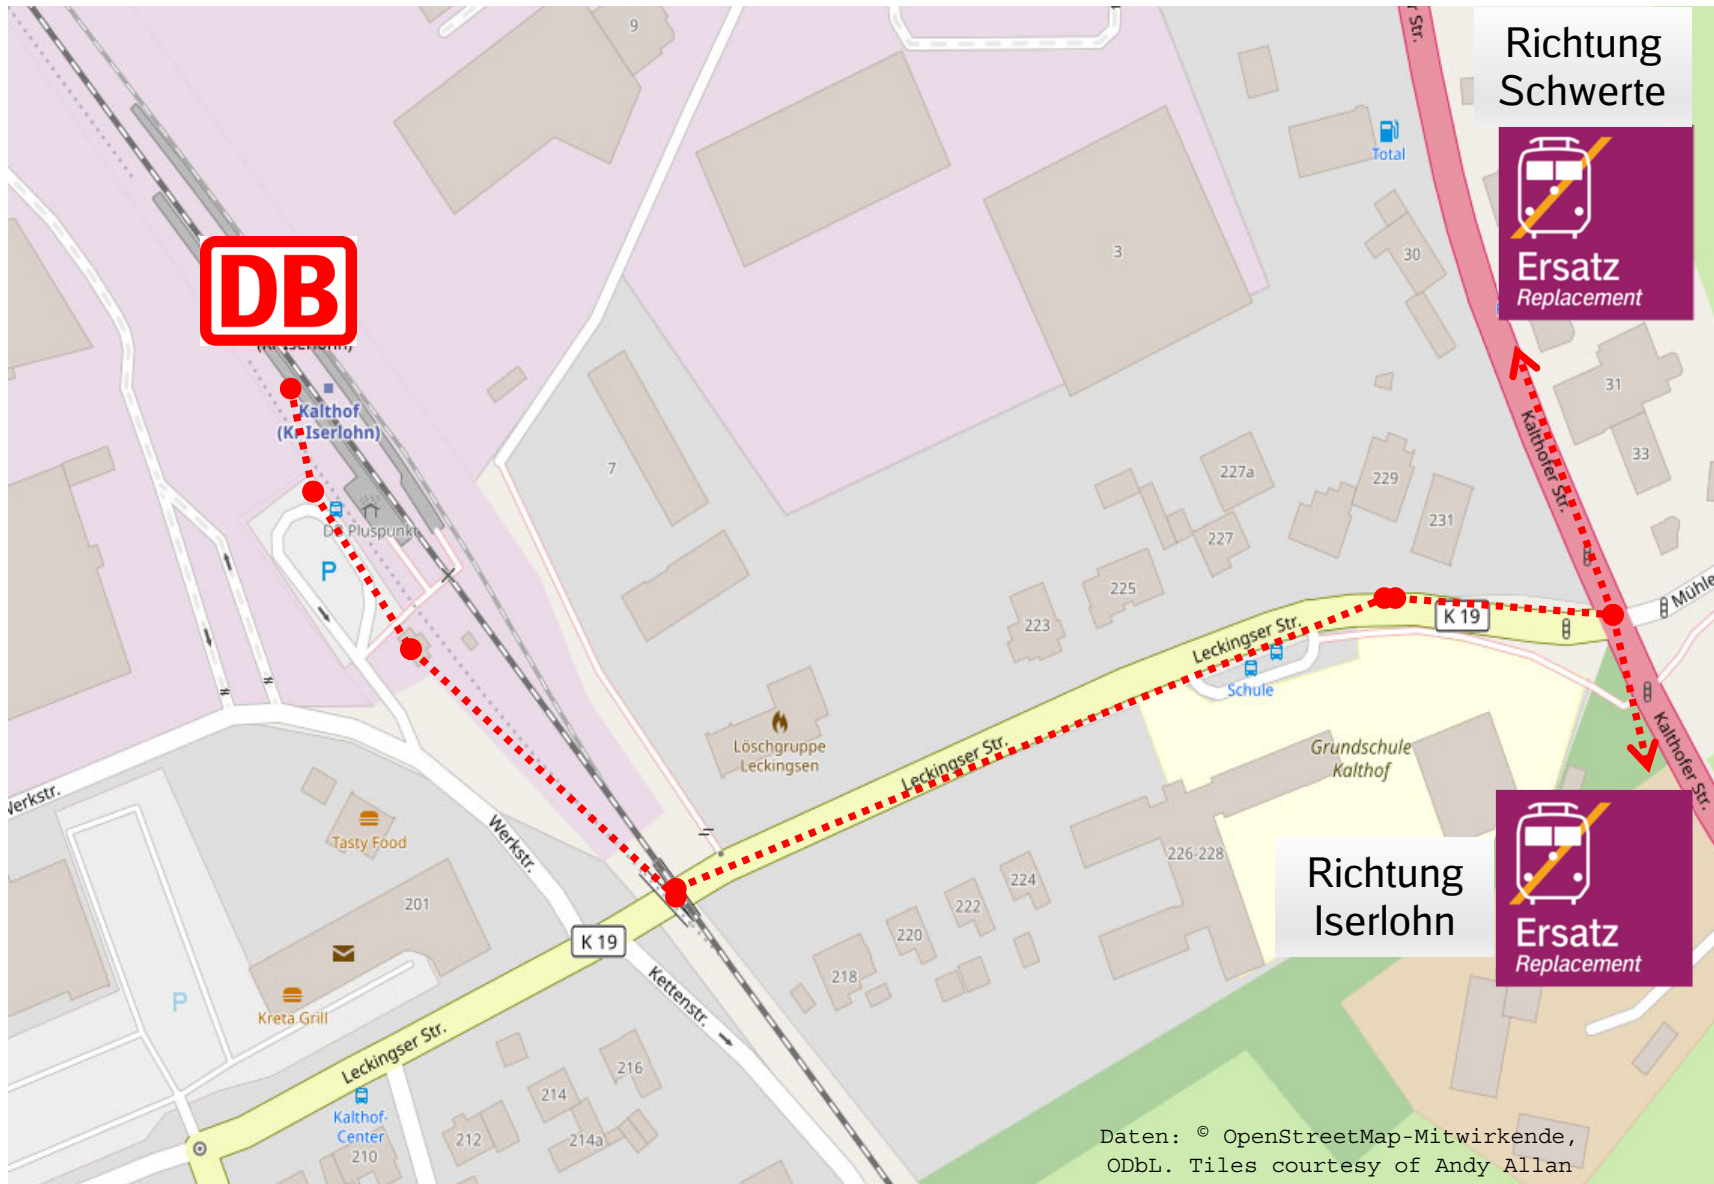 9
r Str.
Richtung
Schwerte
Total
Ersatz
Replacement
3
30
DB
Kalthof
(Kr Iserlohn)
31
33
Kalthofer Str.
7
227a
229
231
227
225
223
DB Pluspunkt
P
K 19
Mühle
Leckingser Str.
Schule
Löschgruppe
Leckingsen
Leckingser Str.
Grundschule
Kalthof
Kalthofer Str.
Werkstr.
Tasty Food
Werkstr.
201
226-228
Richtung
Iserlohn
Ersatz
Replacement
224
222
220
218
K 19
P
Kreta Grill
Kettenstr.
Leckingser Str.
216
214
214a
212
Kalthof-
Center
210
Daten: © OpenStreetMap-Mitwirkende,
ODbL. Tiles courtesy of Andy Allan